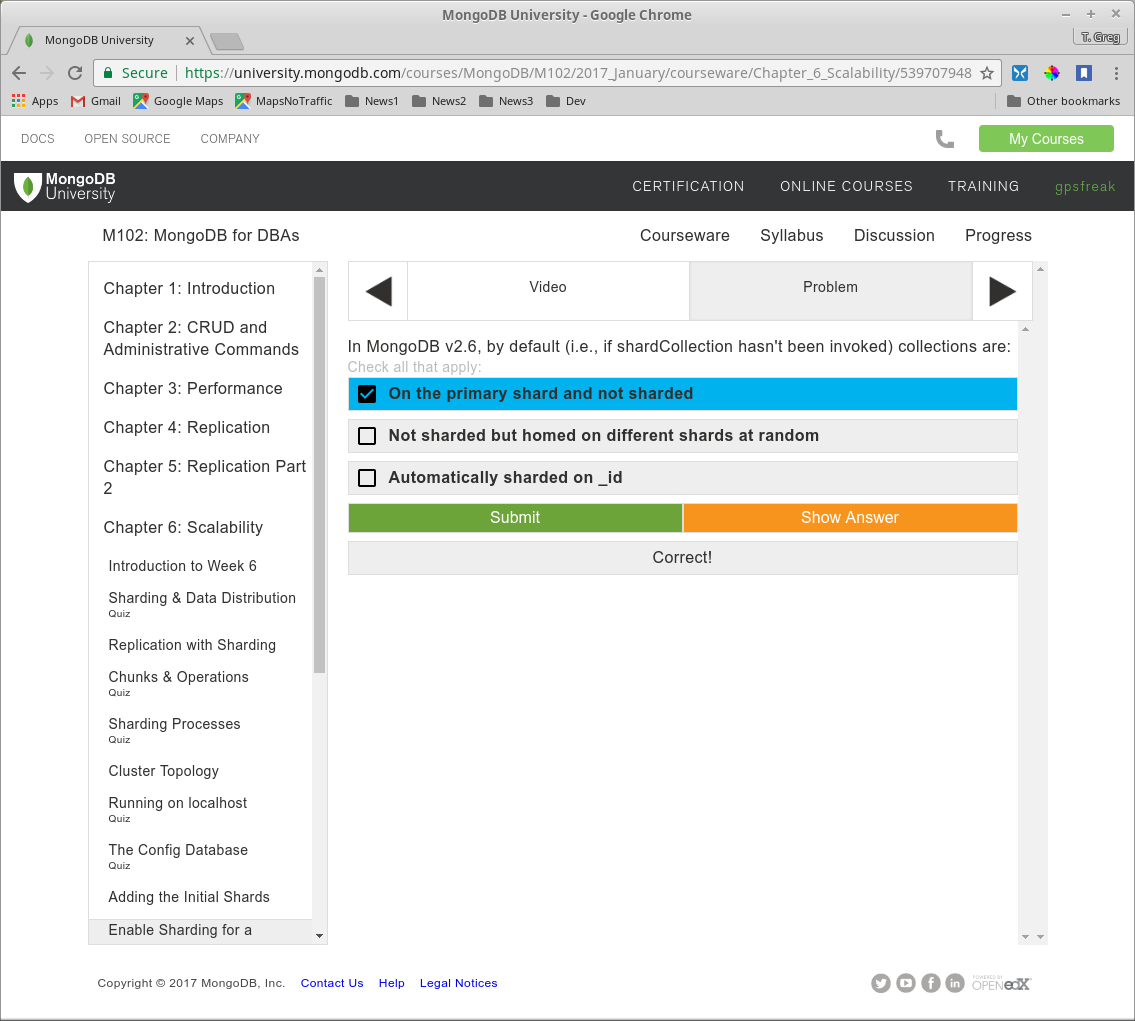 MongoDB University - Google Chrome
MongoDB University
T. Greg
Secure https://university.mongodb.com/courses/MongoDB/M102/2017_January/courseware/Chapter_6_Scalability/539707948
Apps Gmail Google Maps MapsNoTraffic News1 News2 News3 Dev Other bookmarks
DOCS OPEN SOURCE COMPANY My Courses
MongoDB
University
CERTIFICATION ONLINE COURSES TRAINING gpsfreak
M102: MongoDB for DBAs
Courseware Syllabus Discussion Progress
Chapter 1: Introduction
Chapter 2: CRUD and
Administrative Commands
Chapter 3: Performance
Chapter 4: Replication
Chapter 5: Replication Part
2
Chapter 6: Scalability
Introduction to Week 6
Sharding & Data Distribution
Quiz
Replication with Sharding
Chunks & Operations
Quiz
Sharding Processes
Quiz
Cluster Topology
Running on localhost
Quiz
The Config Database
Quiz
Adding the Initial Shards
Enable Sharding for a
Video Problem
In MongoDB v2.6, by default (i.e., if shardCollection hasn't been invoked) collections are:
Check all that apply:
On the primary shard and not sharded
Not sharded but homed on different shards at random
Automatically sharded on _id
Submit Show Answer
Correct!
Copyright © 2017 MongoDB, Inc. Contact Us Help Legal Notices
POWERED BY
OPEN edX